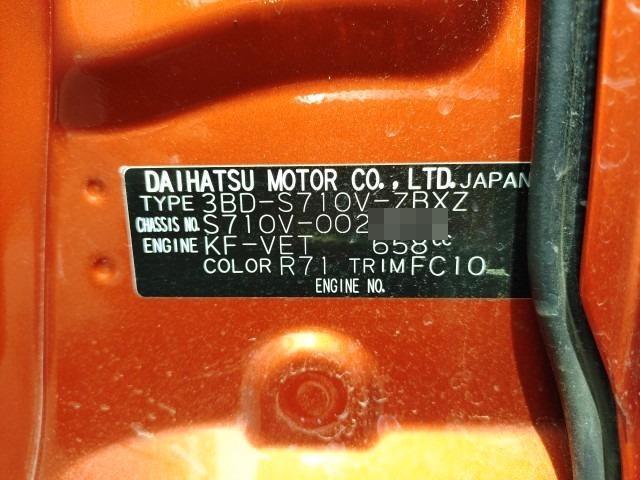 DAIHATSU MOTOR CO., LTD. JAPAN
TYPE 3BD-S710V-ZBXZ
CHASSIS NO. S710V-002
ENGINE KF-VET 658cc
COLOR R71 TRIM FC10
ENGINE NO.